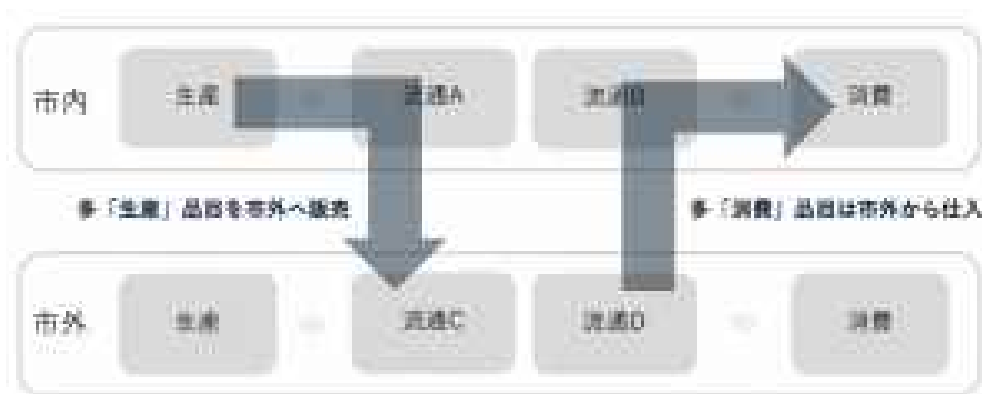 市内
生産
流通A
流通B
消費
多「生産」品目を市外へ販売
多「消費」品目は市外から仕入
市外
生産
流通C
流通D
消費